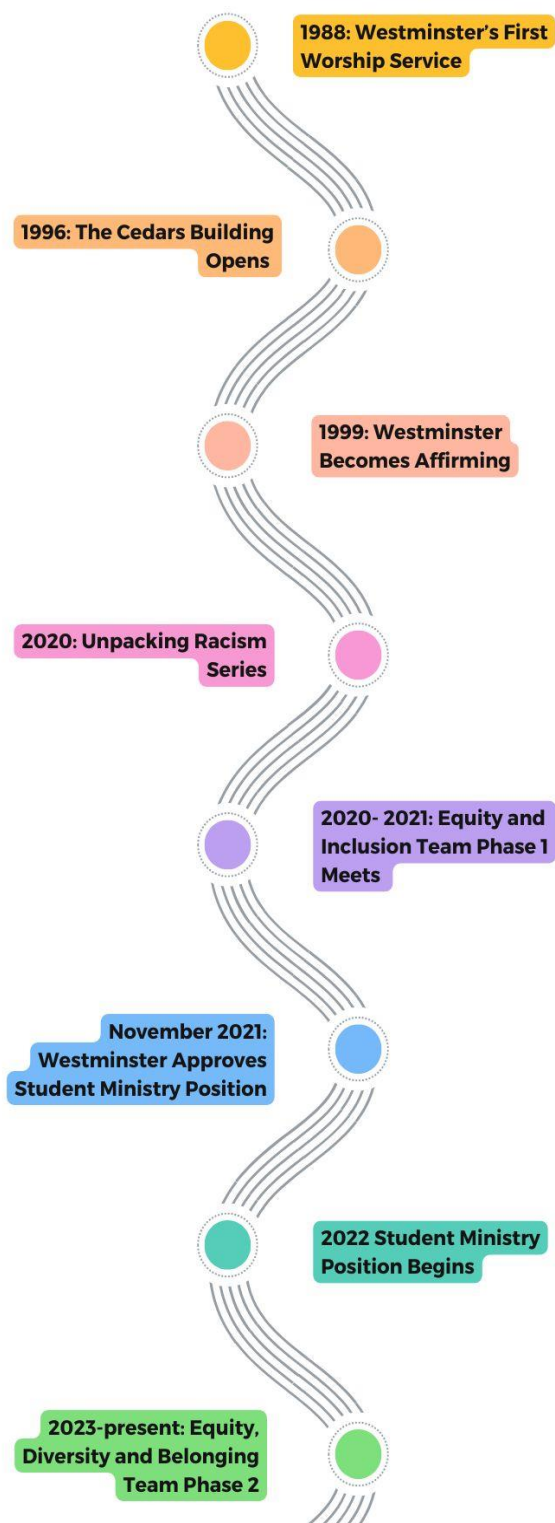 1988: Westminster’s First
Worship Service
1996: The Cedars Building
Opens
1999: Westminster
Becomes Affirming
2020: Unpacking Racism
Series
2020- 2021: Equity and
Inclusion Team Phase 1
Meets
November 2021:
Westminster Approves
Student Ministry Position
2022 Student Ministry
Position Begins
2023-present: Equity,
Diversity and Belonging
Team Phase 2